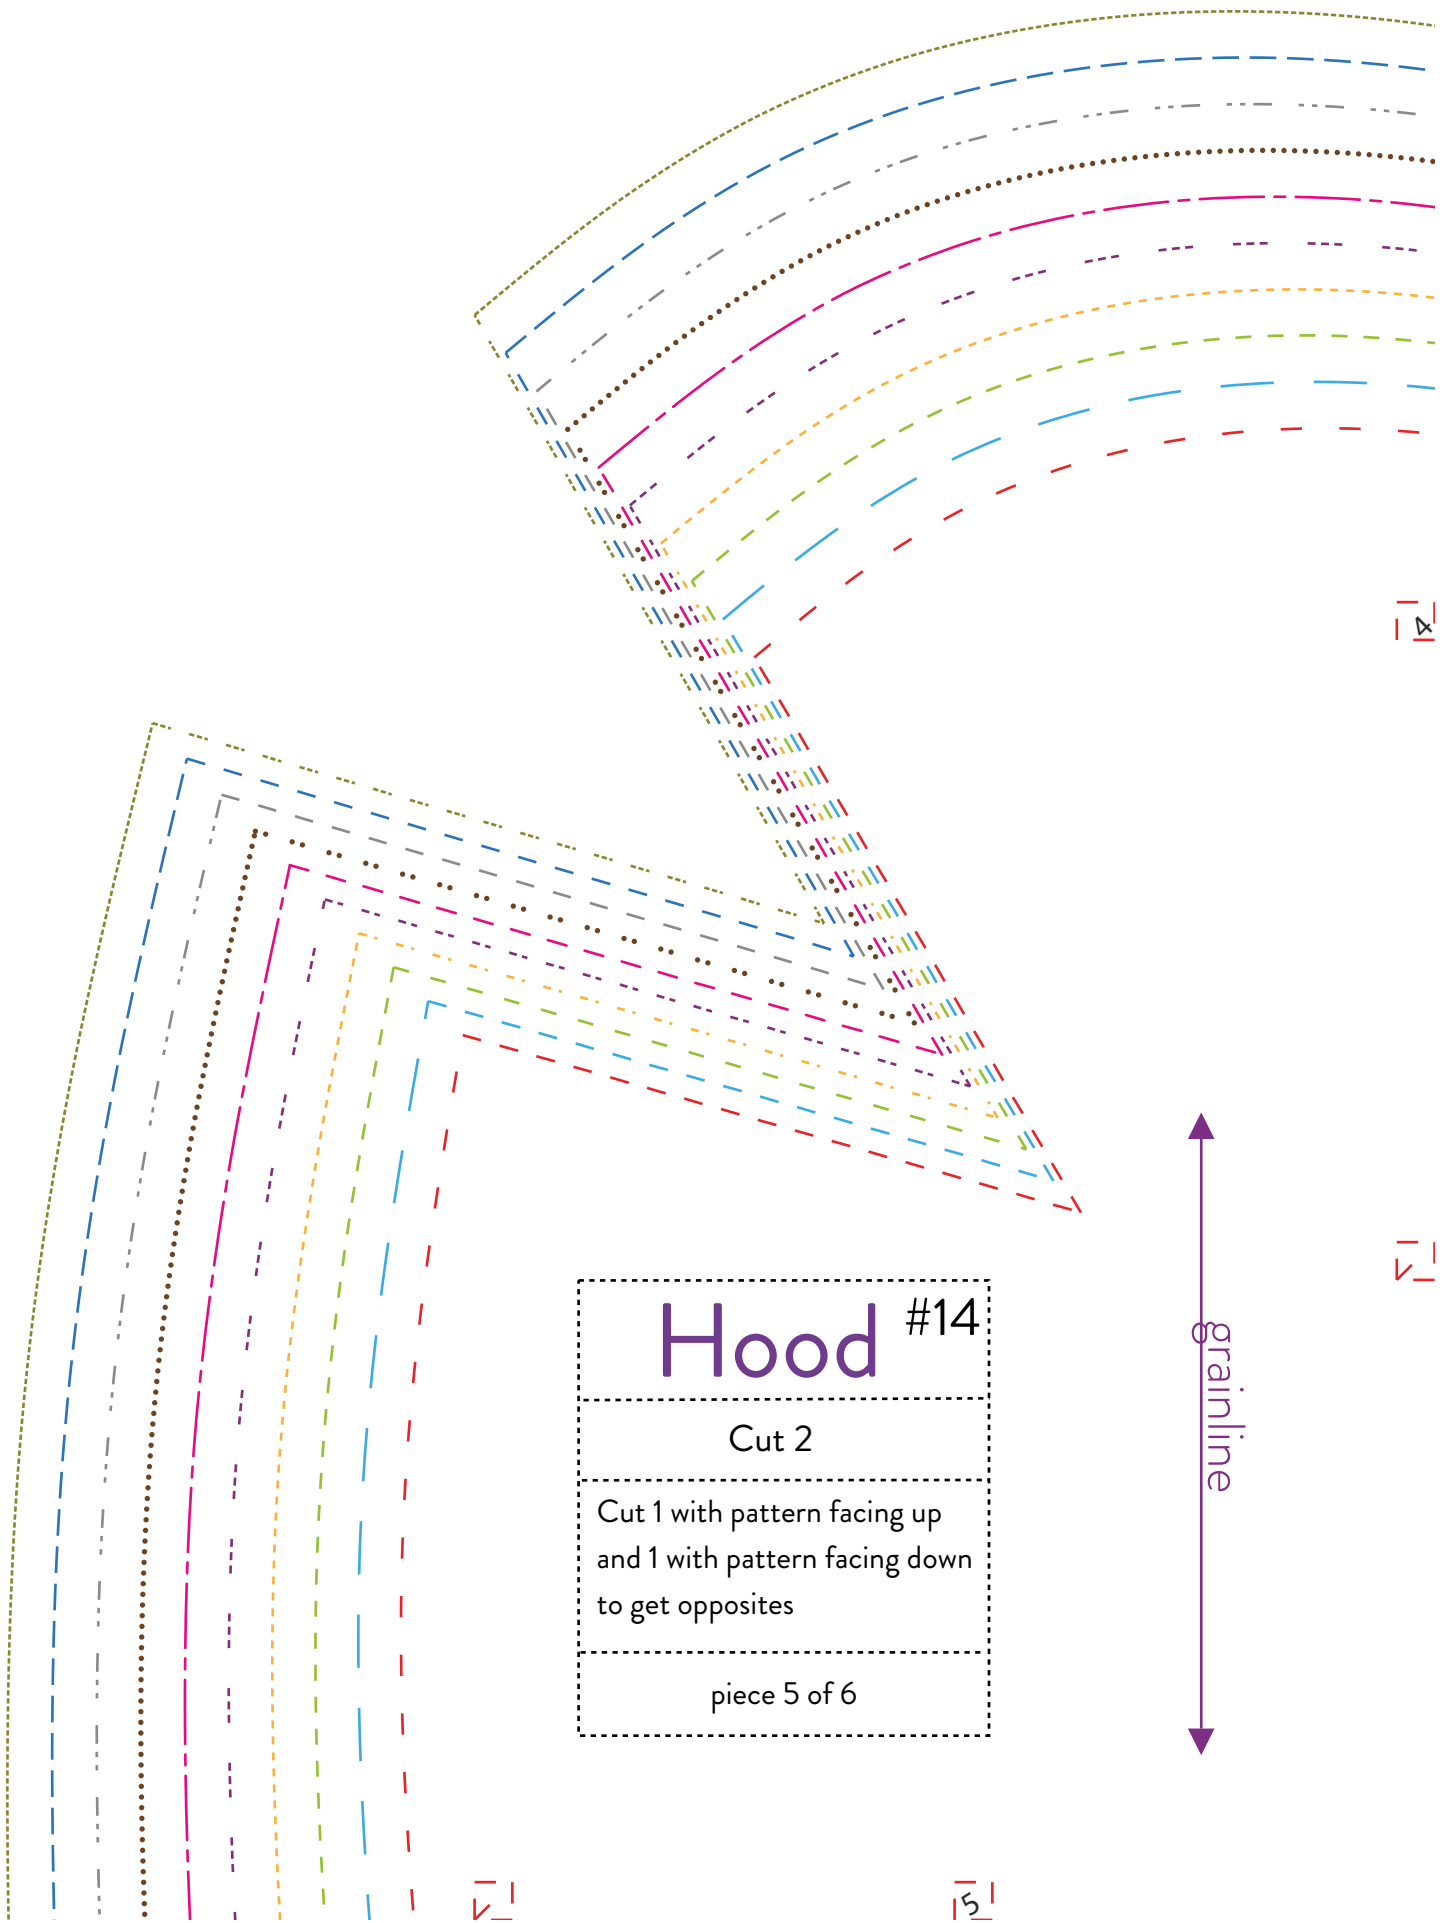 4
Hood #14
grainline
Cut 2
Cut 1 with pattern facing up
and 1 with pattern facing down
to get opposites
piece 5 of 6
5